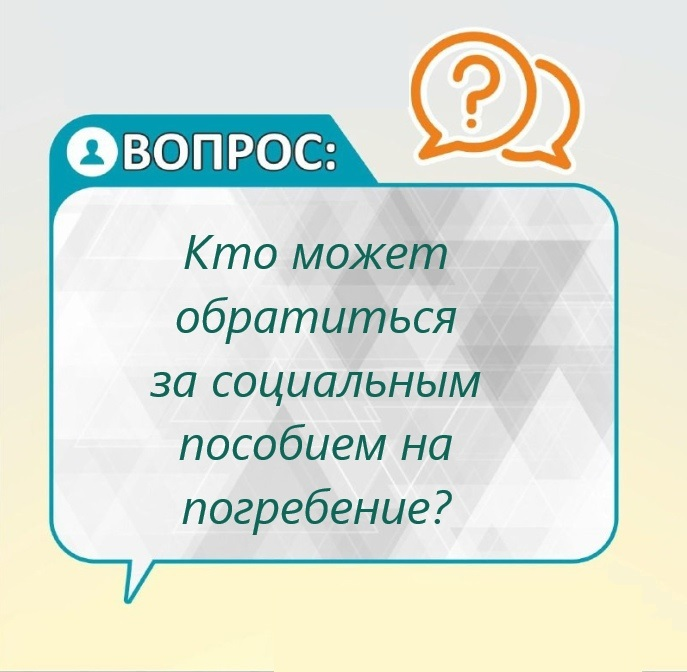 ВОПРОС:
Кто может
обратиться
за социальным
пособием на
погребение?